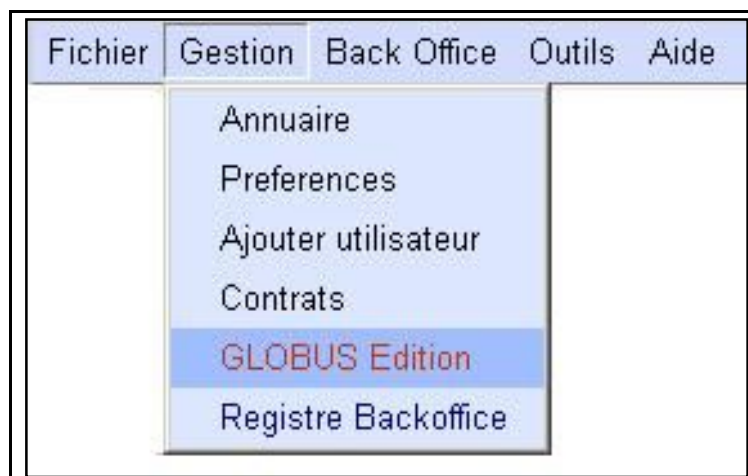 Fichier Gestion Back Office Outils Aide
Annuaire
Preferences
Ajouter utilisateur
Contrats
GLOBUS Edition
Registre Backoffice